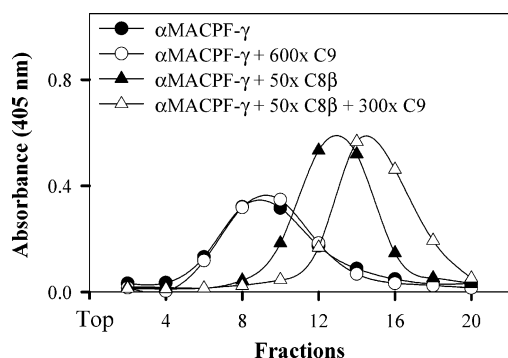 αMACPF-γ
αMACPF-γ + 600x C9
αMACPF-γ + 50x C8β
αMACPF-γ + 50x C8β + 300x C9
Absorbance (405 nm)
0.8
0.4
0.0
Top 4 8 12 16 20
Fractions